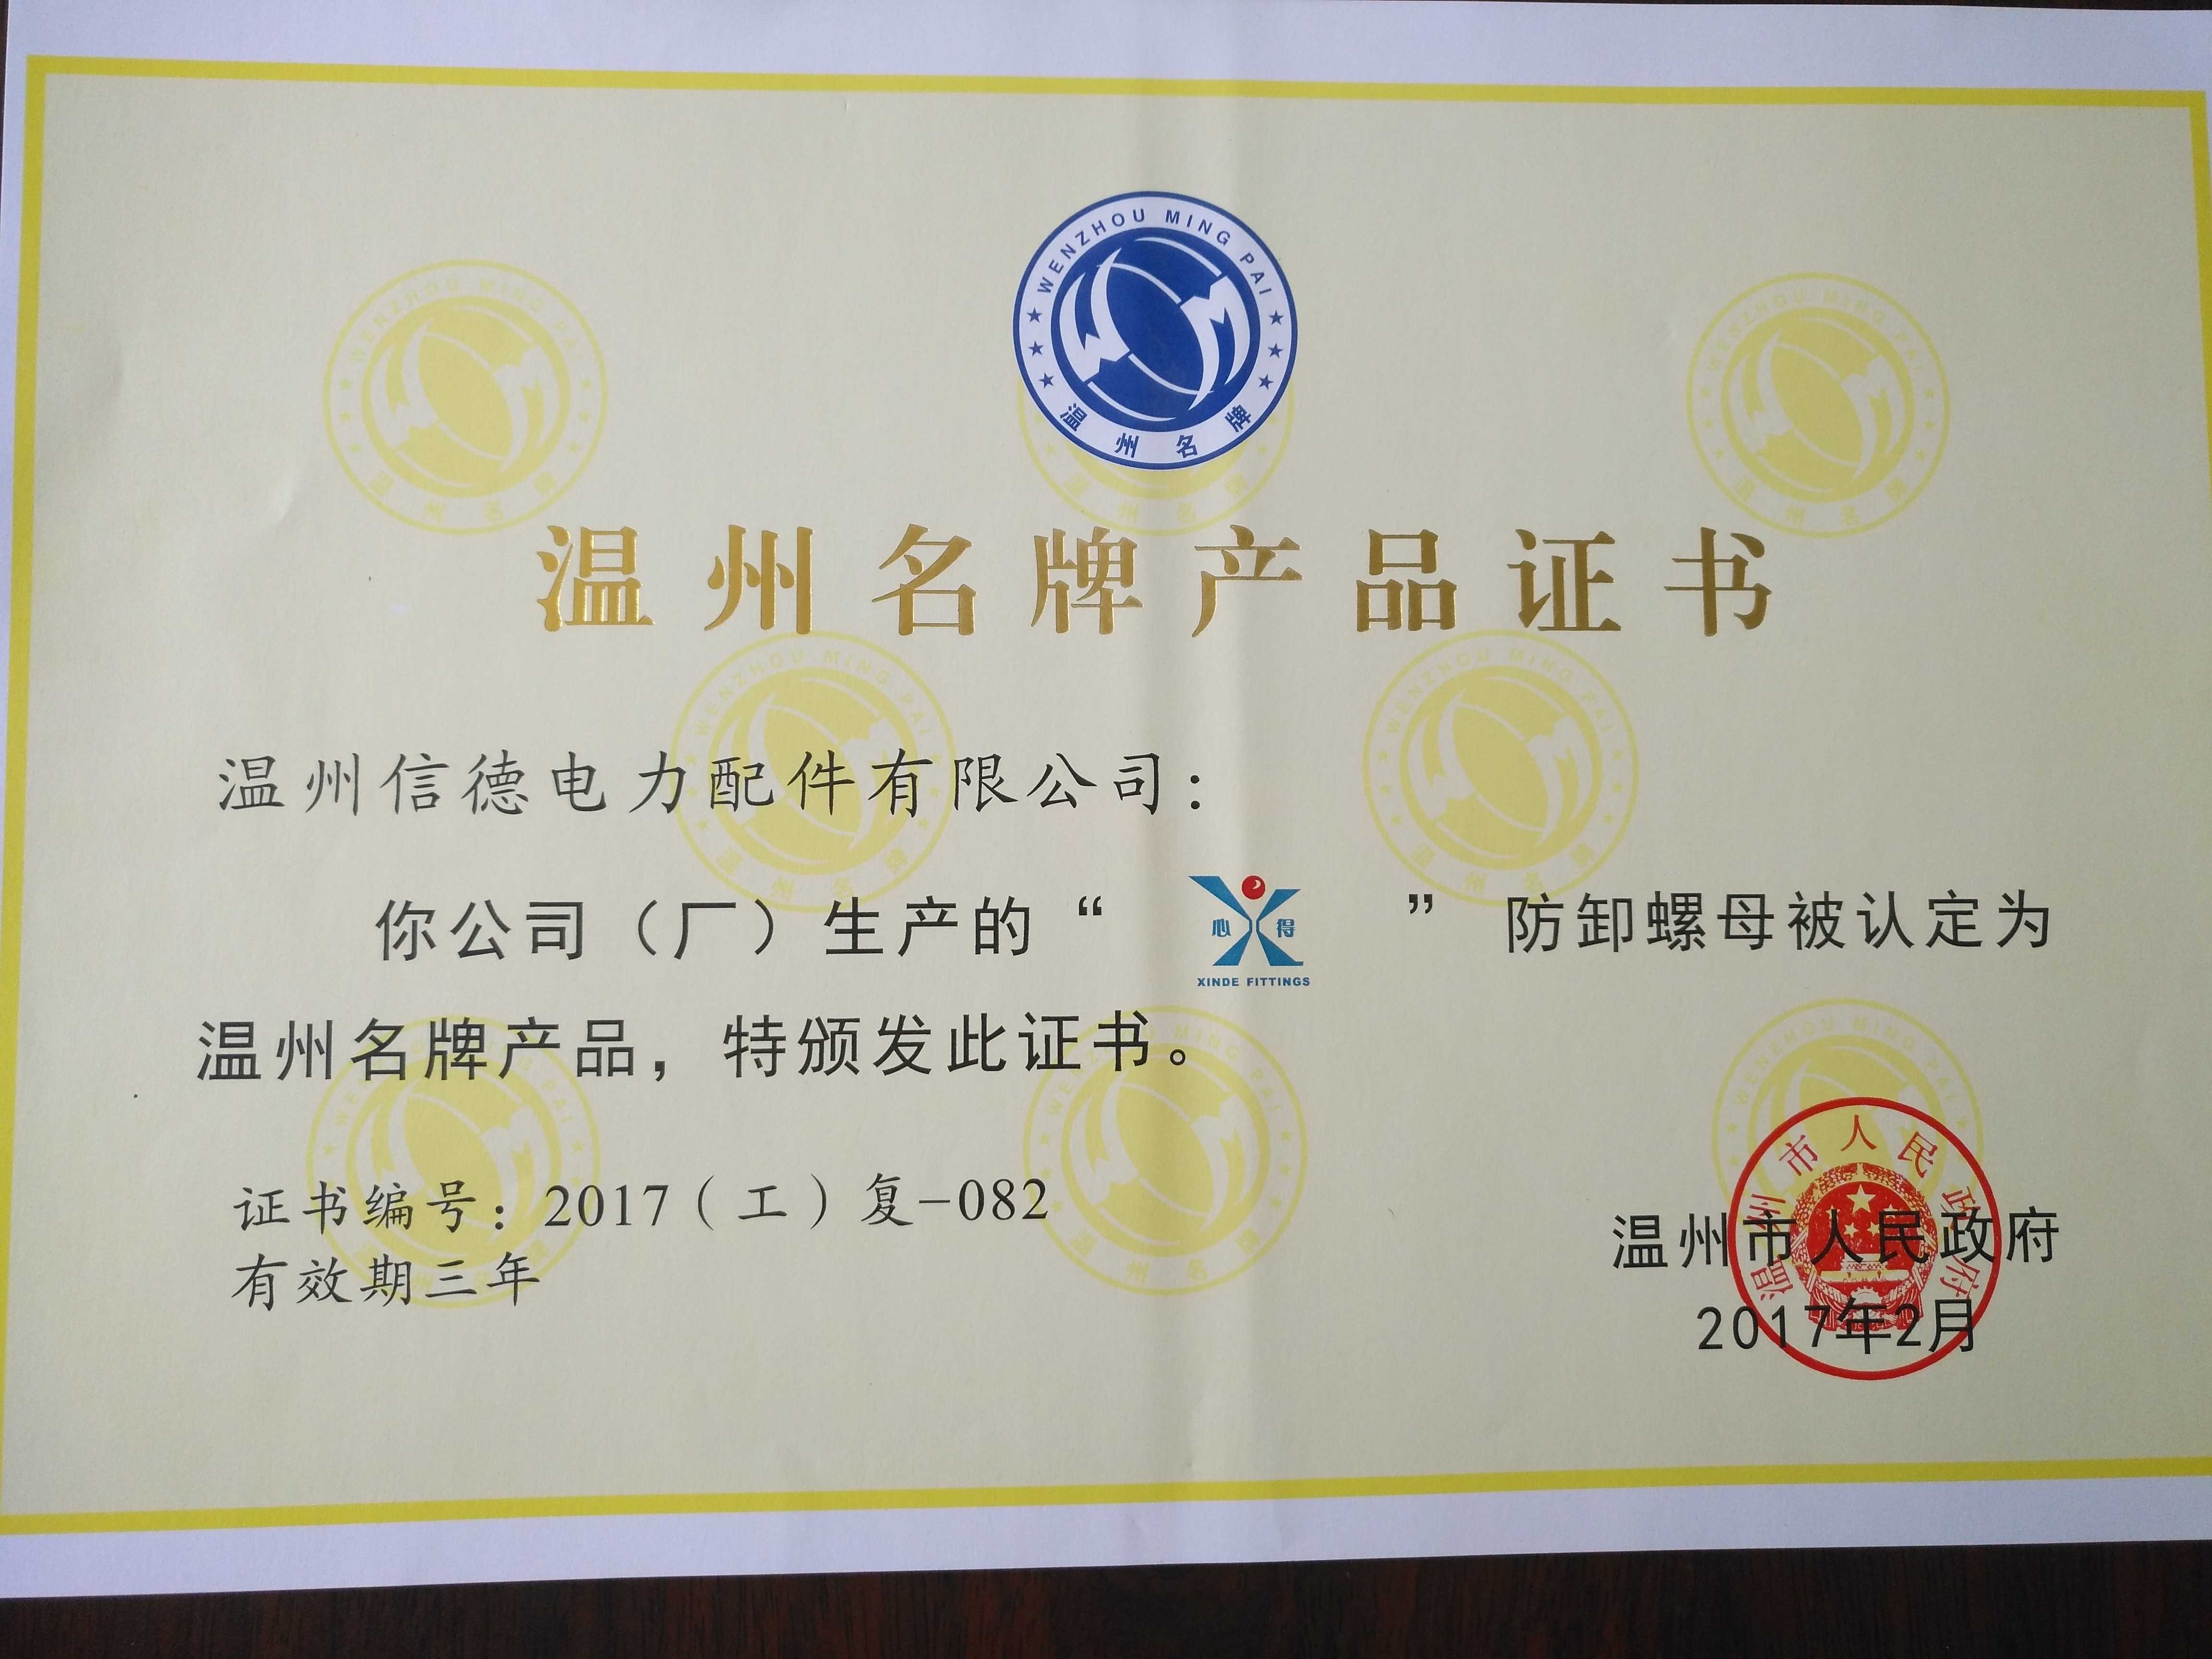 WENZHOU MING PAI
温州名牌
温州名牌产品证书
温州信德电力配件有限公司：
你公司（厂）生产的“心得”防卸螺母被认定为
XINDE FITTINGS
温州名牌产品，特颁发此证书。
证书编号：2017（工）复-082
有效期三年
温州市人民政府
温州市人民政府
2017年2月